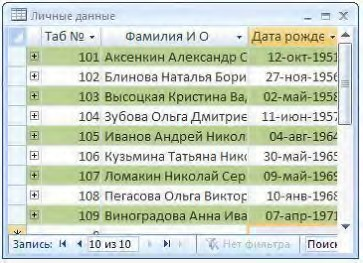 Личные данные
Таб № Фамилия И О Дата рожде
101 Аксенкин Александр С 12-окт-1951
102 Блинова Наталья Бори 27-ноя-1956
103 Высоцкая Кристина Ва 02-май-1958
104 Зубова Ольга Дмитрие 11-июн-1957
105 Иванов Андрей Никол 04-авг-1964
106 Кузьмина Татьяна Ник 30-май-1965
107 Ломакин Николай Сер 09-май-1969
108 Пегасова Ольга Виктор 10-янв-1968
109 Виноградова Анна Ива 07-апр-1971
Запись: 10 из 10 Нет фильтра Поиск